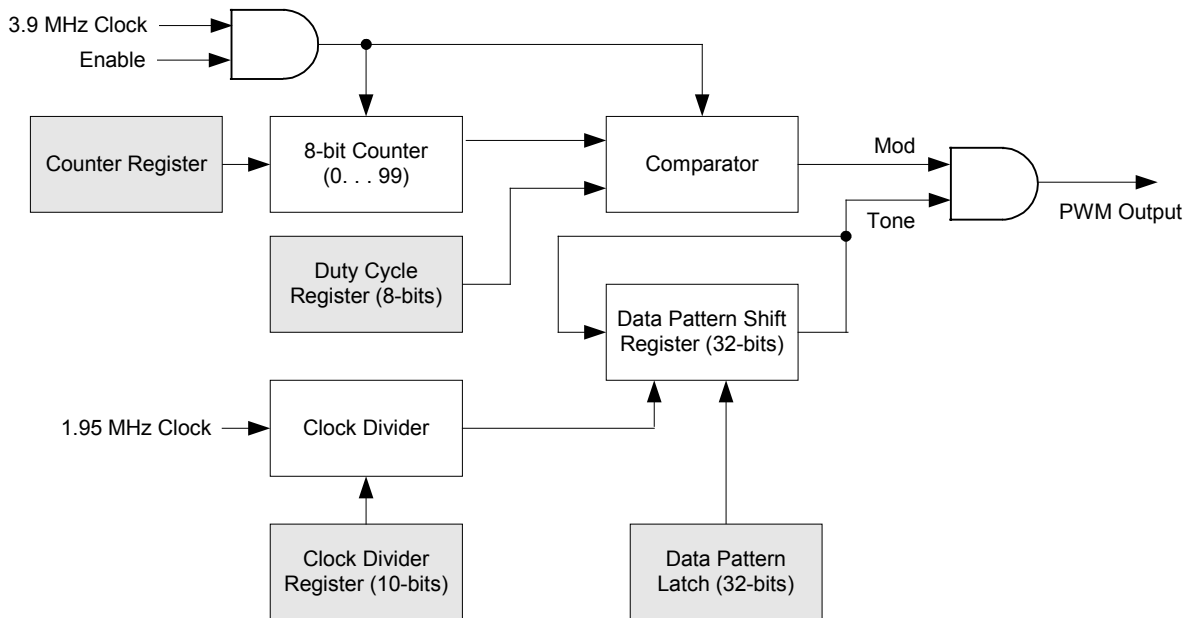 3.9 MHz Clock
Enable
Counter Register
8-bit Counter
(0. . . 99)
Comparator
Mod
Tone
PWM Output
Duty Cycle
Register (8-bits)
Data Pattern Shift
Register (32-bits)
1.95 MHz Clock
Clock Divider
Clock Divider
Register (10-bits)
Data Pattern
Latch (32-bits)